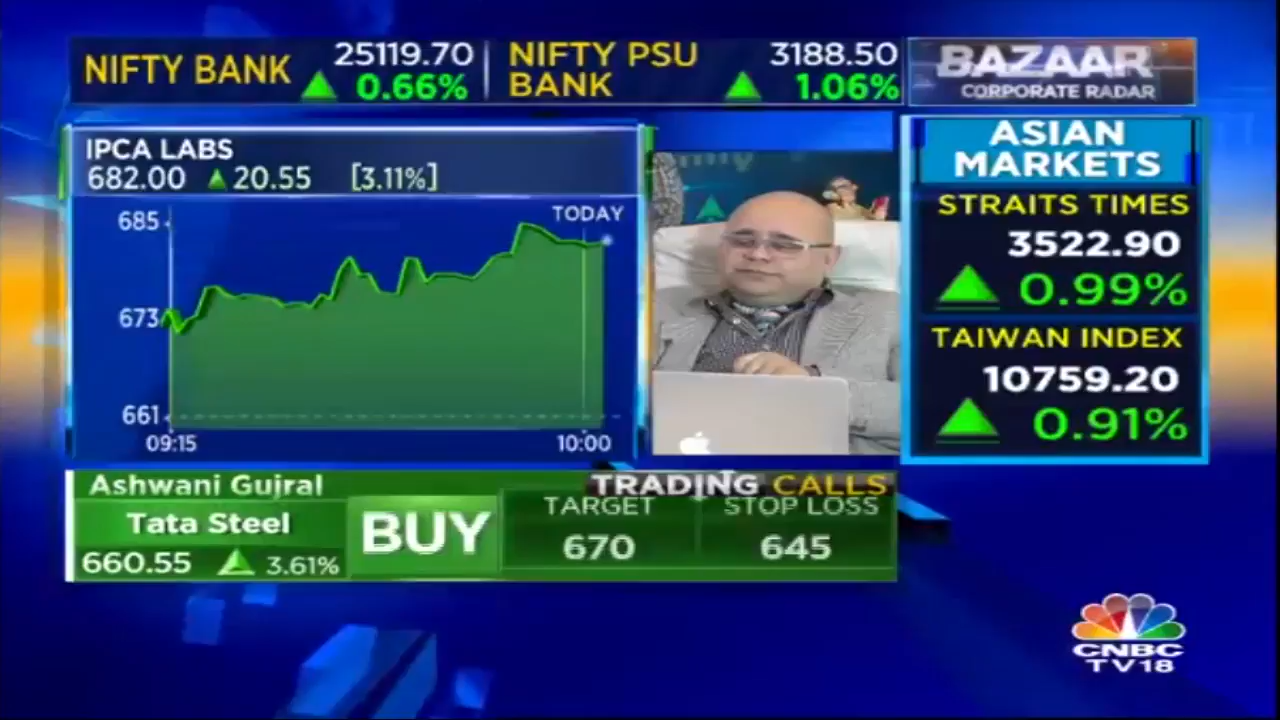 NIFTY BANK
25119.70
0.66%
NIFTY PSU
BANK
3188.50
1.06%
BAZAAR
CORPORATE RADAR
IPCA LABS
682.00 20.55 [3.11%]
TODAY
685
673
661
09:15 10:00
ASIAN
MARKETS
STRAITS TIMES
3522.90
0.99%
TAIWAN INDEX
10759.20
0.91%
Ashwani Gujral
Tata Steel
660.55 3.61%
BUY
TRADING CALLS
TARGET STOP LOSS
670 645
CNBC
TV18